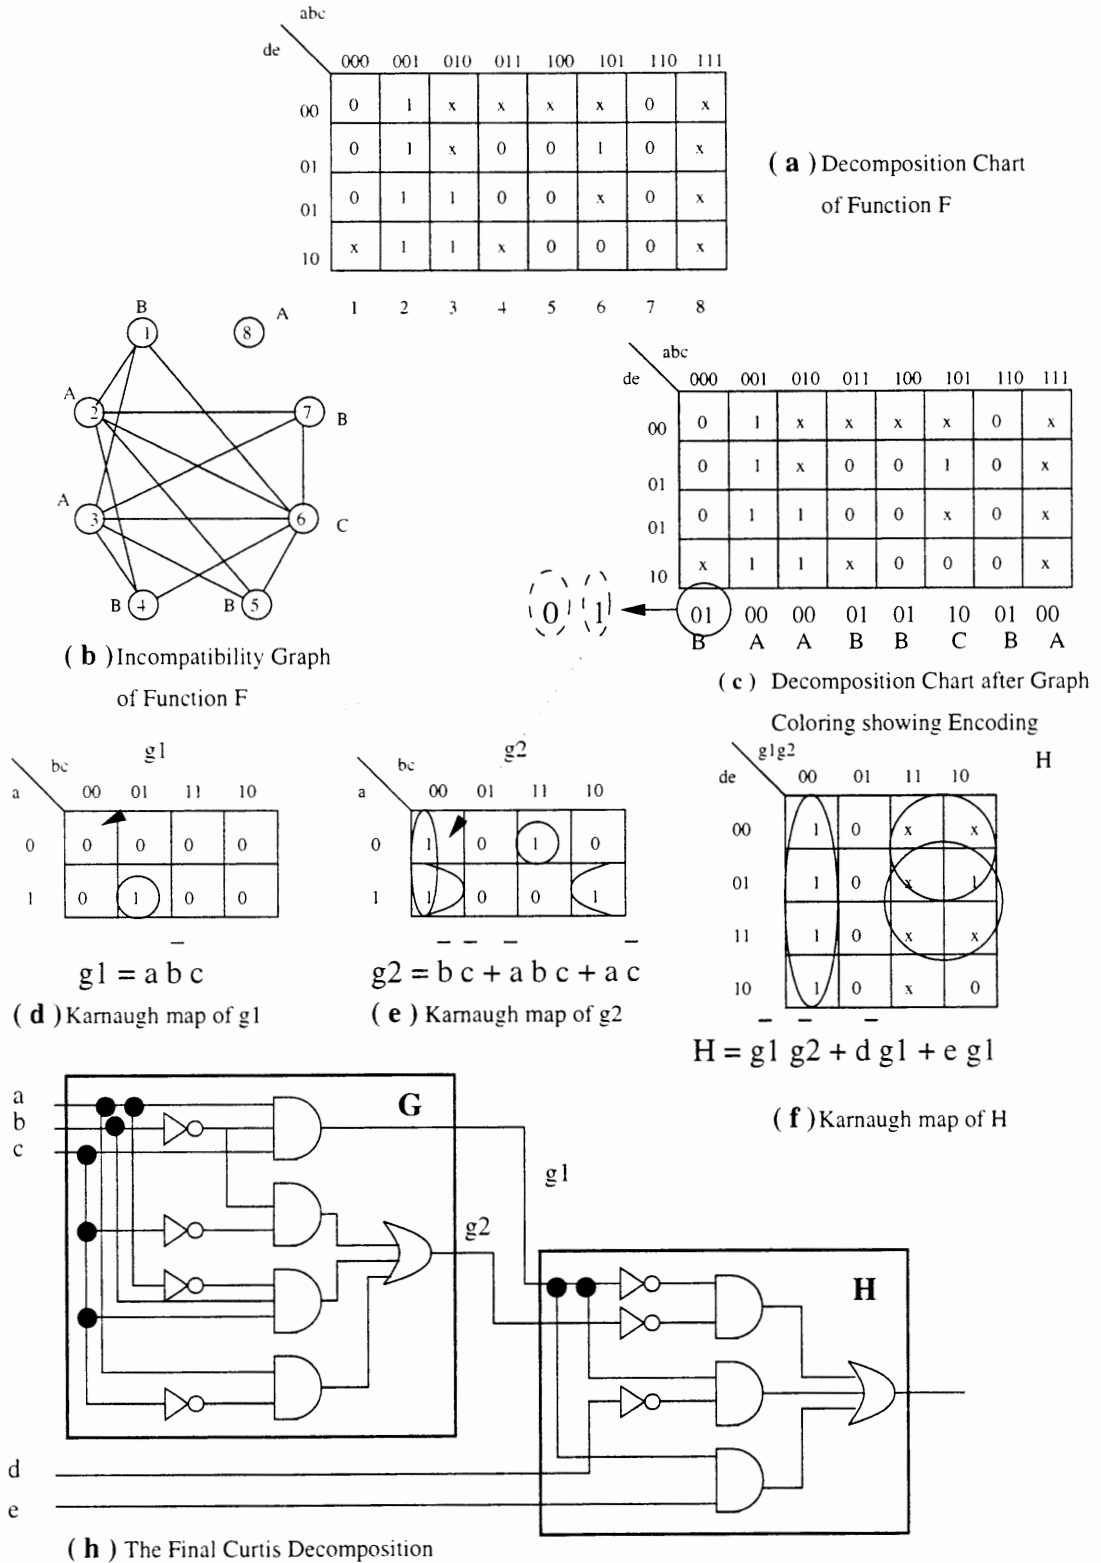 abc
de
000 001 010 011 100 101 110 111
00 0 1 x x x x 0 x
01 0 1 x 0 0 1 0 x
01 0 1 1 0 0 x 0 x
10 x 1 1 x 0 0 0 x
1 2 3 4 5 6 7 8
( a ) Decomposition Chart
of Function F
B 1
8 A
A 2
7 B
A 3
6 C
B 4
B 5
( b ) Incompatibility Graph
of Function F
abc
de
000 001 010 011 100 101 110 111
00 0 1 x x x x 0 x
01 0 1 x 0 0 1 0 x
01 0 1 1 0 0 x 0 x
10 x 1 1 x 0 0 0 x
0 1
01 00 00 01 01 10 01 00
B A A B B C B A
( c ) Decomposition Chart after Graph
Coloring showing Encoding
g1
bc
a
00 01 11 10
0 0 0 0 0
1 0 1 0 0
g1 = a b̅ c
( d ) Karnaugh map of g1
g2
bc
a
00 01 11 10
0 1 0 1 0
1 1 0 0 1
g2 = b̅ c̅ + a̅ b c + a c̅
( e ) Karnaugh map of g2
g1g2
H
de
00 01 11 10
00 1 0 x x
01 1 0 x 1
11 1 0 x x
10 1 0 x 0
H = g̅1̅ g̅2̅ + d̅ g1 + e g1
( f ) Karnaugh map of H
a
b
c
G
g1
g2
H
d
e
( h ) The Final Curtis Decomposition